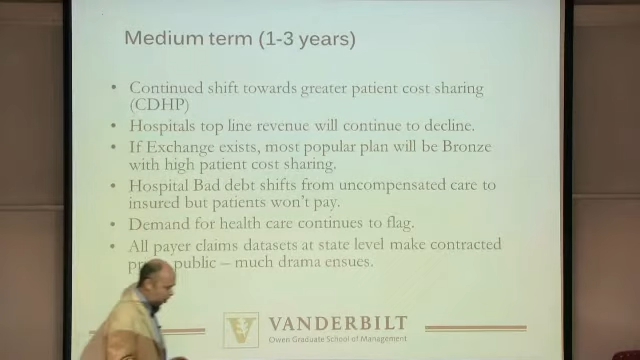 Medium term (1-3 years)
• Continued shift towards greater patient cost sharing
(CDHP)
• Hospitals top line revenue will continue to decline.
• If Exchange exists, most popular plan will be Bronze
with high patient cost sharing.
• Hospital Bad debt shifts from uncompensated care to
insured but patients won't pay.
• Demand for health care continues to flag.
• All payer claims datasets at state level make contracted
public – much drama ensues.
V
VANDERBILT
Owen Graduate School of Management